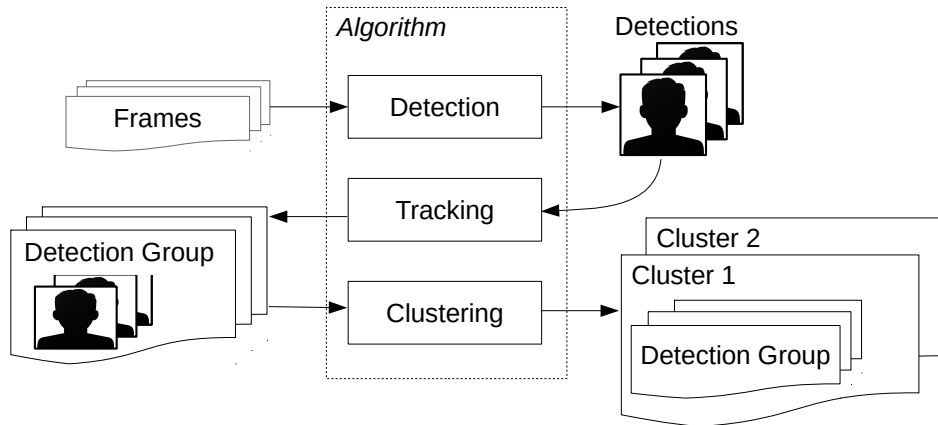 Algorithm
Detections
Frames
Detection
Tracking
Detection Group
Cluster 2
Cluster 1
Clustering
Detection Group